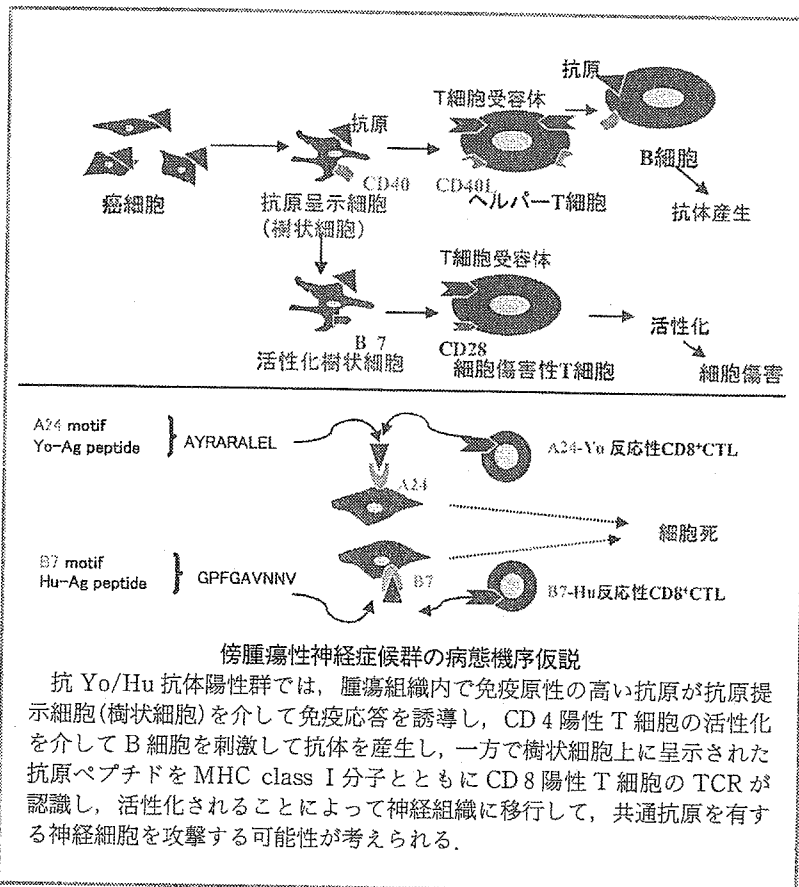 抗原
T細胞受容体
抗原
CD40
CD40L
B細胞
癌細胞
抗原呈示細胞
ヘルパーT細胞
(樹状細胞)
抗体産生
T細胞受容体
B 7
CD28
活性化
活性化樹状細胞
細胞傷害性T細胞
細胞傷害
A24 motif
Yo-Ag peptide
AYRARALEL
A24
A24-Yo 反応性CD8⁺CTL
細胞死
B7 motif
Hu-Ag peptide
GPFGAVNNV
B7
B7-Hu反応性CD8⁺CTL
傍腫瘍性神経症候群の病態機序仮説
抗 Yo/Hu 抗体陽性群では，腫瘍組織内で免疫原性の高い抗原が抗原提
示細胞(樹状細胞)を介して免疫応答を誘導し，CD 4 陽性 T 細胞の活性化
を介して B 細胞を刺激して抗体を産生し，一方で樹状細胞上に呈示された
抗原ペプチドを MHC class I 分子とともに CD 8 陽性 T 細胞の TCR が
認識し，活性化されることによって神経組織に移行して，共通抗原を有す
る神経細胞を攻撃する可能性が考えられる．